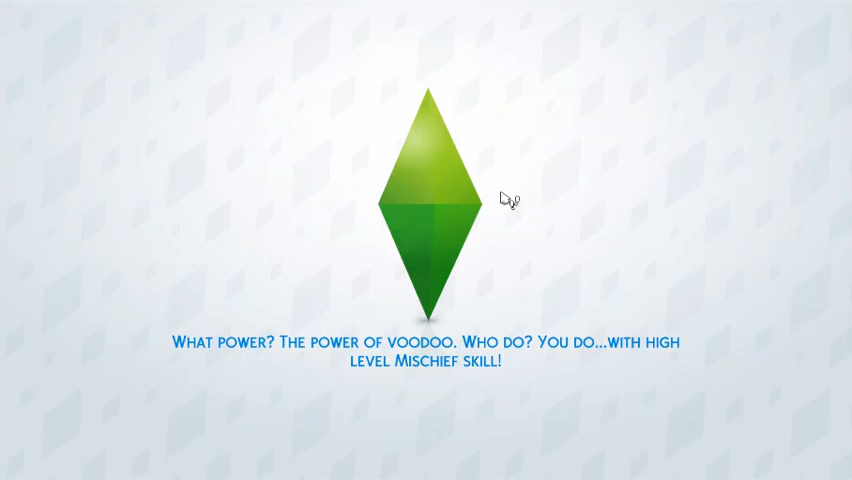 What power? The power of voodoo. Who do? You do...with high
level Mischief skill!